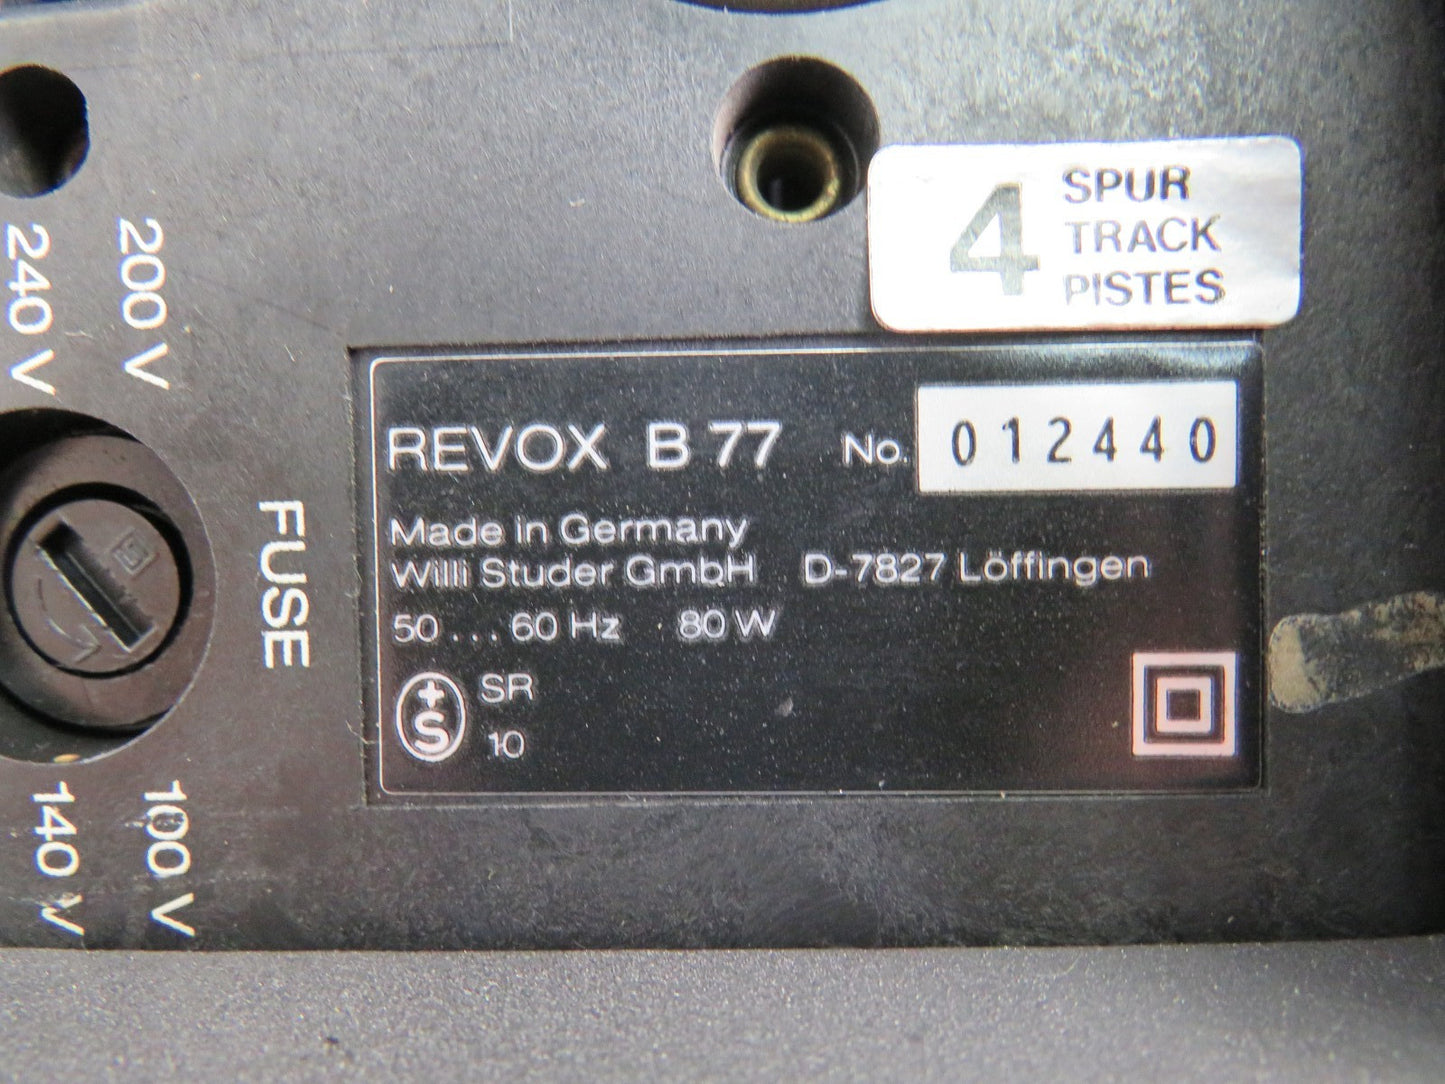 4
SPUR
TRACK
PISTES
200 V
240 V
FUSE
100 V
140 V
REVOX B 77 No. 012440
Made in Germany
Willi Studer GmbH D-7827 Löffingen
50 ... 60 Hz 80 W
+S SR
10